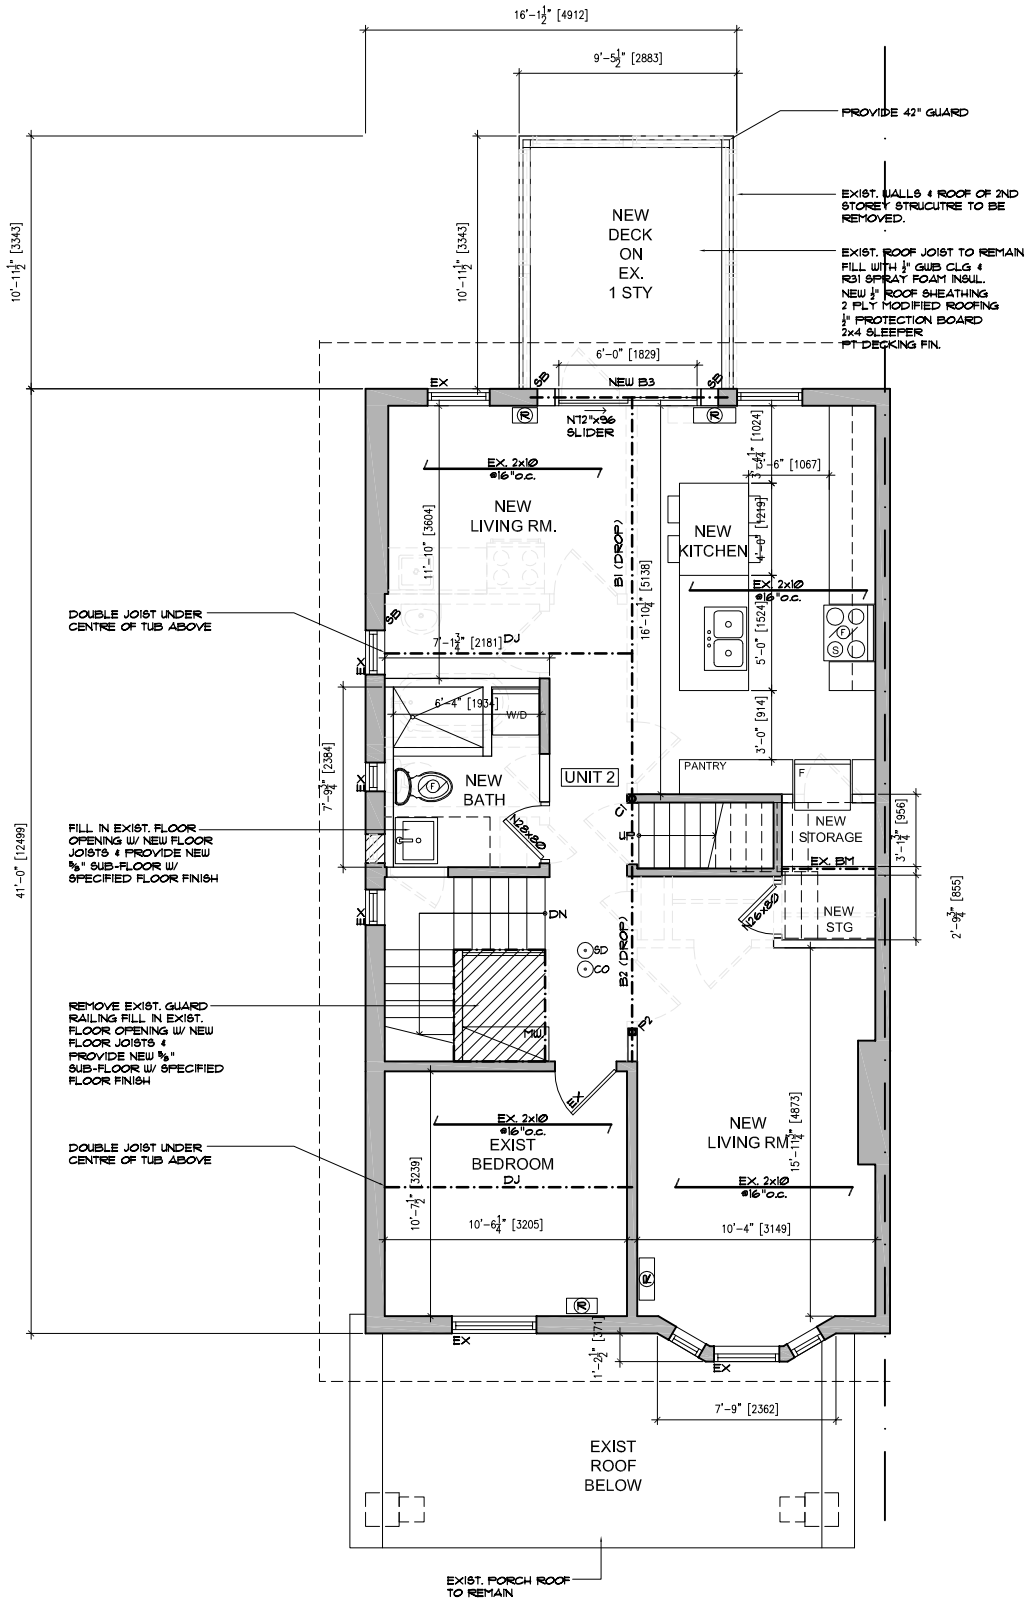 16'-1½" [4912]
9'-5½" [2883]
PROVIDE 42" GUARD
EXIST. WALLS & ROOF OF 2ND
STOREY STRUCUTRE TO BE
REMOVED.
10'-11½" [3343]
10'-11½" [3343]
NEW
DECK
ON
EX.
1 STY
EXIST. ROOF JOIST TO REMAIN
FILL WITH ½" GWB CLG &
R31 SPRAY FOAM INSUL.
NEW ½" ROOF SHEATHING
2 PLY MODIFIED ROOFING
½" PROTECTION BOARD
2x4 SLEEPER
PT DECKING FIN.
6'-0" [1829]
EX
SB
NEW B3
SB
R
N72"x96
SLIDER
R
3'-4¼" [1024]
3'-6" [1067]
EX. 2x10
@16"o.c.
NEW
LIVING RM.
11'-10" [3604]
B1 (DROP)
16'-10¼" [5138]
NEW
KITCHEN
4'-0" [1219]
EX. 2x10
@16"o.c.
5'-0" [1524]
F
S
DOUBLE JOIST UNDER
CENTRE OF TUB ABOVE
SB
7'-1¾" [2181]
DJ
EX
6'-4" [1934]
W/D
3'-0" [914]
7'-9¾" [2384]
F
NEW
BATH
UNIT 2
PANTRY
F
EX
N28x80
C1
UP
NEW
STORAGE
3'-1¾" [956]
EX. BM
FILL IN EXIST. FLOOR
OPENING W/ NEW FLOOR
JOISTS & PROVIDE NEW
⅝" SUB-FLOOR W/
SPECIFIED FLOOR FINISH
41'-0" [12499]
EX
DN
N26x80
NEW
STG
2'-9¾" [855]
SD
CO
B2 (DROP)
REMOVE EXIST. GUARD
RAILING FILL IN EXIST.
FLOOR OPENING W/ NEW
FLOOR JOISTS &
PROVIDE NEW ⅝"
SUB-FLOOR W/ SPECIFIED
FLOOR FINISH
MW
P2
EX
EX. 2x10
@16"o.c.
EXIST
BEDROOM
DJ
NEW
LIVING RM.
15'-11¾" [4873]
DOUBLE JOIST UNDER
CENTRE OF TUB ABOVE
10'-7½" [3239]
EX. 2x10
@16"o.c.
10'-6¼" [3205]
10'-4" [3149]
R
R
EX
1'-2½" [371]
EX
7'-9" [2362]
EXIST
ROOF
BELOW
EXIST. PORCH ROOF
TO REMAIN